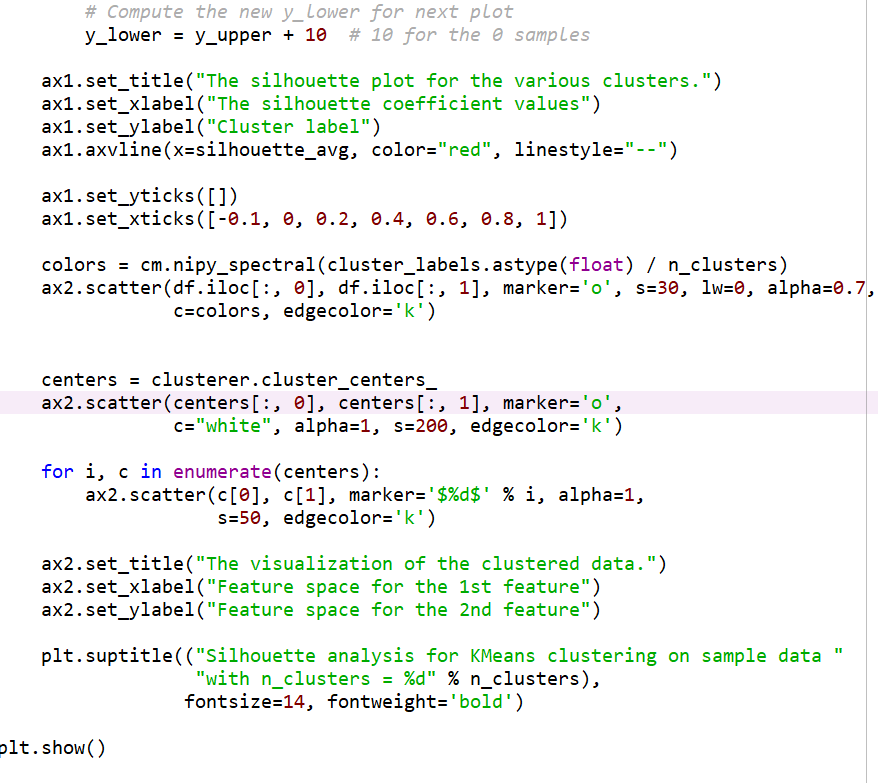 # Compute the new y_lower for next plot
y_lower = y_upper + 10  # 10 for the 0 samples
ax1.set_title("The silhouette plot for the various clusters.")
ax1.set_xlabel("The silhouette coefficient values")
ax1.set_ylabel("Cluster label")
ax1.axvline(x=silhouette_avg, color="red", linestyle="--")
ax1.set_yticks([])
ax1.set_xticks([-0.1, 0, 0.2, 0.4, 0.6, 0.8, 1])
colors = cm.nipy_spectral(cluster_labels.astype(float) / n_clusters)
ax2.scatter(df.iloc[:, 0], df.iloc[:, 1], marker='o', s=30, lw=0, alpha=0.7,
c=colors, edgecolor='k')
centers = clusterer.cluster_centers_
ax2.scatter(centers[:, 0], centers[:, 1], marker='o',
c="white", alpha=1, s=200, edgecolor='k')
for i, c in enumerate(centers):
ax2.scatter(c[0], c[1], marker='$%d$' % i, alpha=1,
s=50, edgecolor='k')
ax2.set_title("The visualization of the clustered data.")
ax2.set_xlabel("Feature space for the 1st feature")
ax2.set_ylabel("Feature space for the 2nd feature")
plt.suptitle(("Silhouette analysis for KMeans clustering on sample data "
"with n_clusters = %d" % n_clusters),
fontsize=14, fontweight='bold')
plt.show()